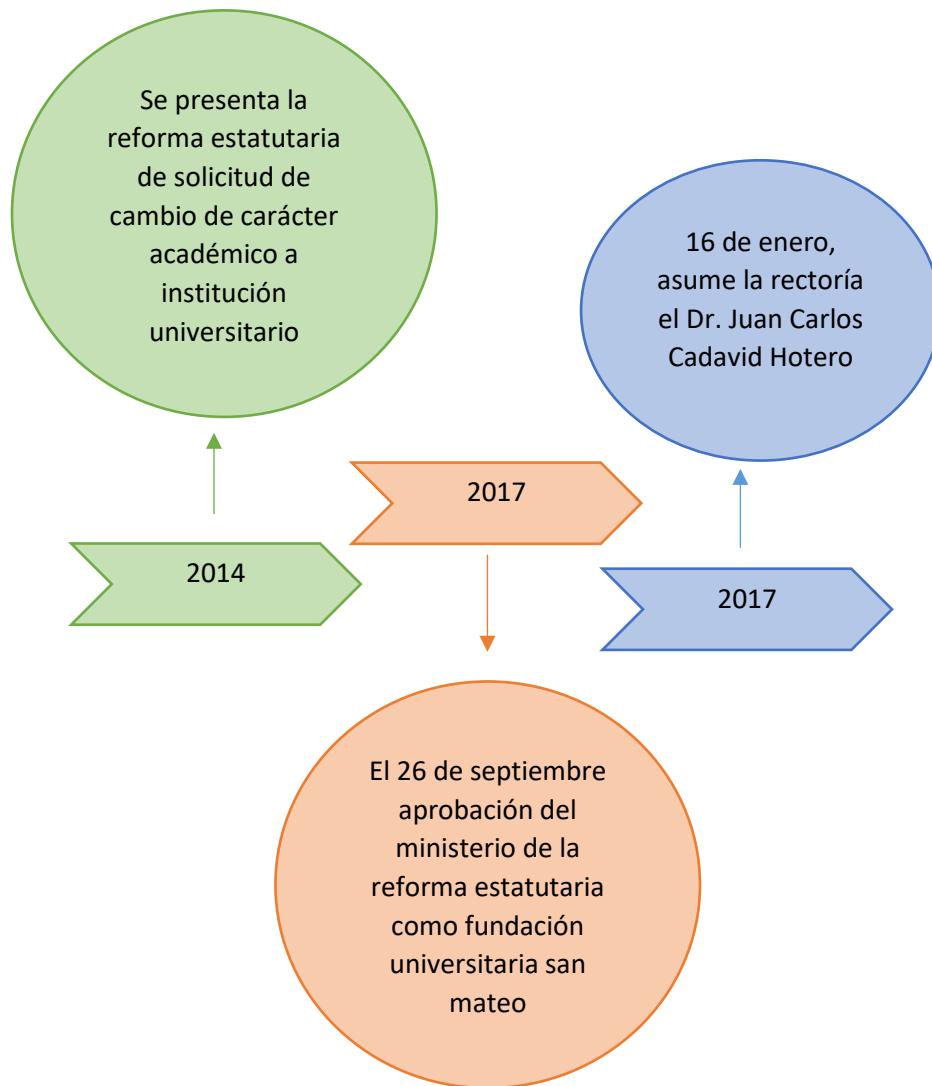 Se presenta la
reforma estatutaria
de solicitud de
cambio de carácter
académico a
institución
universitario
16 de enero,
asume la rectoría
el Dr. Juan Carlos
Cadavid Hotero
2014
2017
2017
El 26 de septiembre
aprobación del
ministerio de la
reforma estatutaria
como fundación
universitaria san
mateo